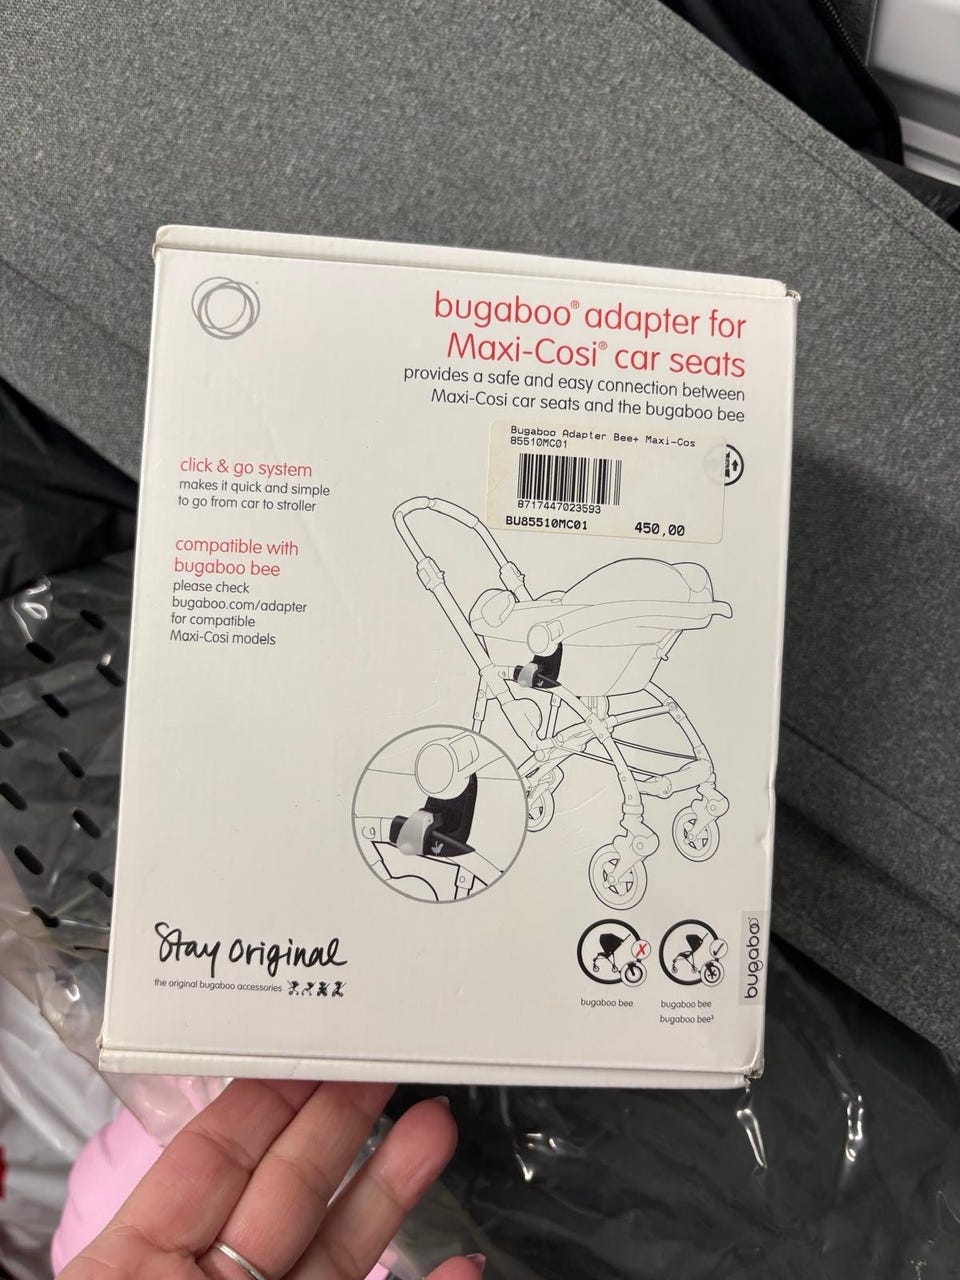 bugaboo® adapter for
Maxi-Cosi® car seats
provides a safe and easy connection between
Maxi-Cosi car seats and the bugaboo bee
Bugaboo Adapter Bee+ Maxi-Cos
85510MC01
8717447023593
BU85510MC01 450,00
click & go system
makes it quick and simple
to go from car to stroller
compatible with
bugaboo bee
please check
bugaboo.com/adapter
for compatible
Maxi-Cosi models
Stay Original
the original bugaboo accessories
bugaboo bee
bugaboo bee
bugaboo bee³
bugaboo